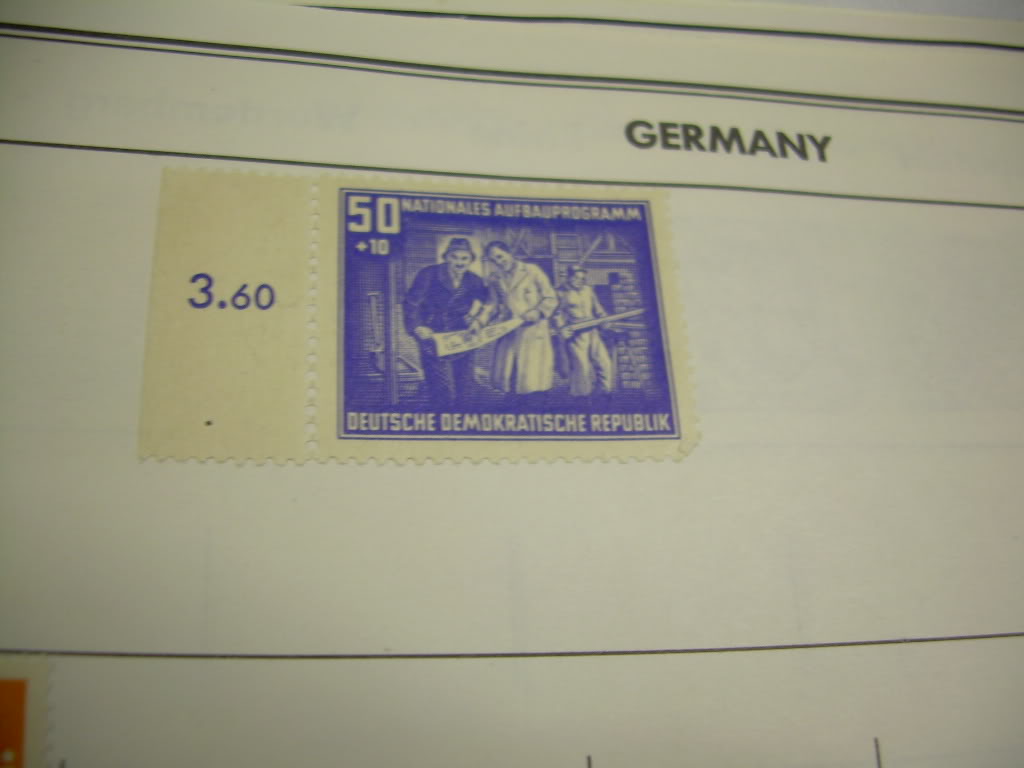 GERMANY
50 NATIONALES AUFBAUPROGRAMM
+10
3.60
DEUTSCHE DEMOKRATISCHE REPUBLIK